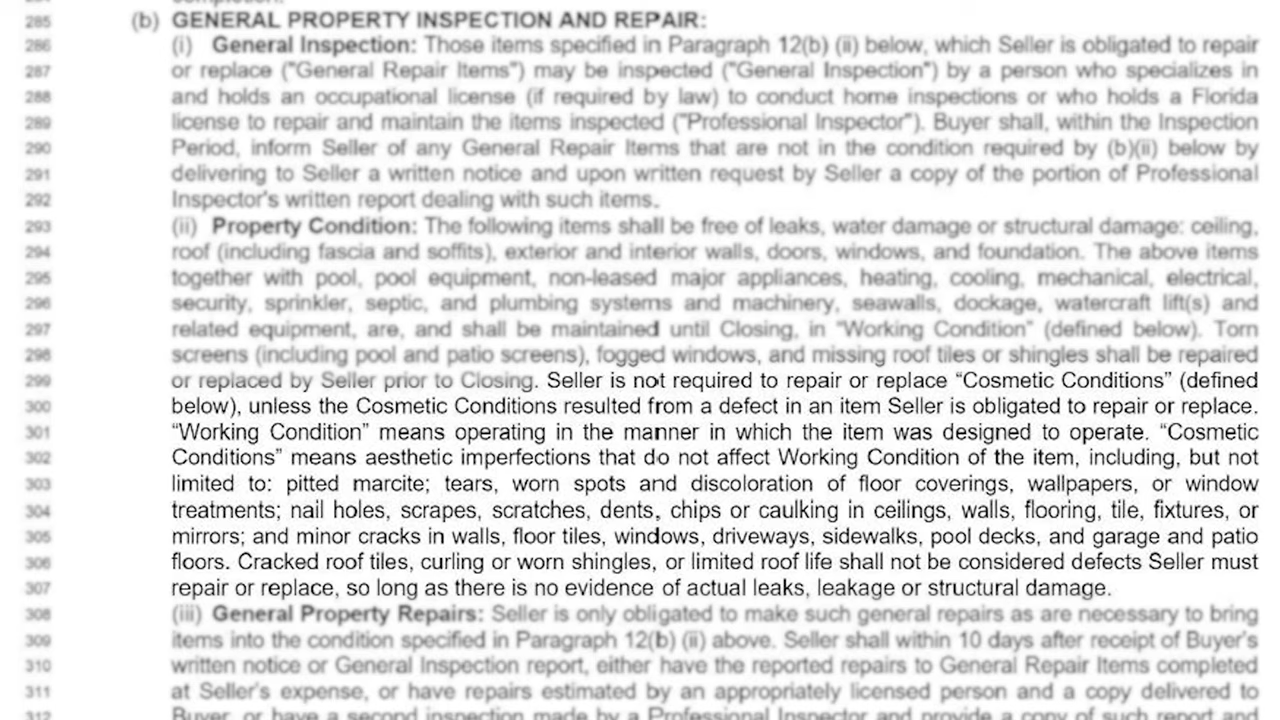 285 (b) GENERAL PROPERTY INSPECTION AND REPAIR:
286 (i) General Inspection: Those items specified in Paragraph 12(b) (ii) below, which Seller is obligated to repair
287 or replace ("General Repair Items") may be inspected ("General Inspection") by a person who specializes in
288 and holds an occupational license (if required by law) to conduct home inspections or who holds a Florida
289 license to repair and maintain the items inspected ("Professional Inspector"). Buyer shall, within the Inspection
290 Period, inform Seller of any General Repair Items that are not in the condition required by (b)(ii) below by
291 delivering to Seller a written notice and upon written request by Seller a copy of the portion of Professional
292 Inspector's written report dealing with such items.
293 (ii) Property Condition: The following items shall be free of leaks, water damage or structural damage: ceiling,
294 roof (including fascia and soffits), exterior and interior walls, doors, windows, and foundation. The above items
295 together with pool, pool equipment, non-leased major appliances, heating, cooling, mechanical, electrical,
296 security, sprinkler, septic, and plumbing systems and machinery, seawalls, dockage, watercraft lift(s) and
297 related equipment, are, and shall be maintained until Closing, in “Working Condition” (defined below). Torn
298 screens (including pool and patio screens), fogged windows, and missing roof tiles or shingles shall be repaired
299 or replaced by Seller prior to Closing. Seller is not required to repair or replace “Cosmetic Conditions” (defined
300 below), unless the Cosmetic Conditions resulted from a defect in an item Seller is obligated to repair or replace.
301 “Working Condition” means operating in the manner in which the item was designed to operate. “Cosmetic
302 Conditions” means aesthetic imperfections that do not affect Working Condition of the item, including, but not
303 limited to: pitted marcite; tears, worn spots and discoloration of floor coverings, wallpapers, or window
304 treatments; nail holes, scrapes, scratches, dents, chips or caulking in ceilings, walls, flooring, tile, fixtures, or
305 mirrors; and minor cracks in walls, floor tiles, windows, driveways, sidewalks, pool decks, and garage and patio
306 floors. Cracked roof tiles, curling or worn shingles, or limited roof life shall not be considered defects Seller must
307 repair or replace, so long as there is no evidence of actual leaks, leakage or structural damage.
308 (iii) General Property Repairs: Seller is only obligated to make such general repairs as are necessary to bring
309 items into the condition specified in Paragraph 12(b) (ii) above. Seller shall within 10 days after receipt of Buyer's
310 written notice or General Inspection report, either have the reported repairs to General Repair Items completed
311 at Seller's expense, or have repairs estimated by an appropriately licensed person and a copy delivered to
312 Buyer, or have a second inspection made by a Professional Inspector and provide a copy of such report and